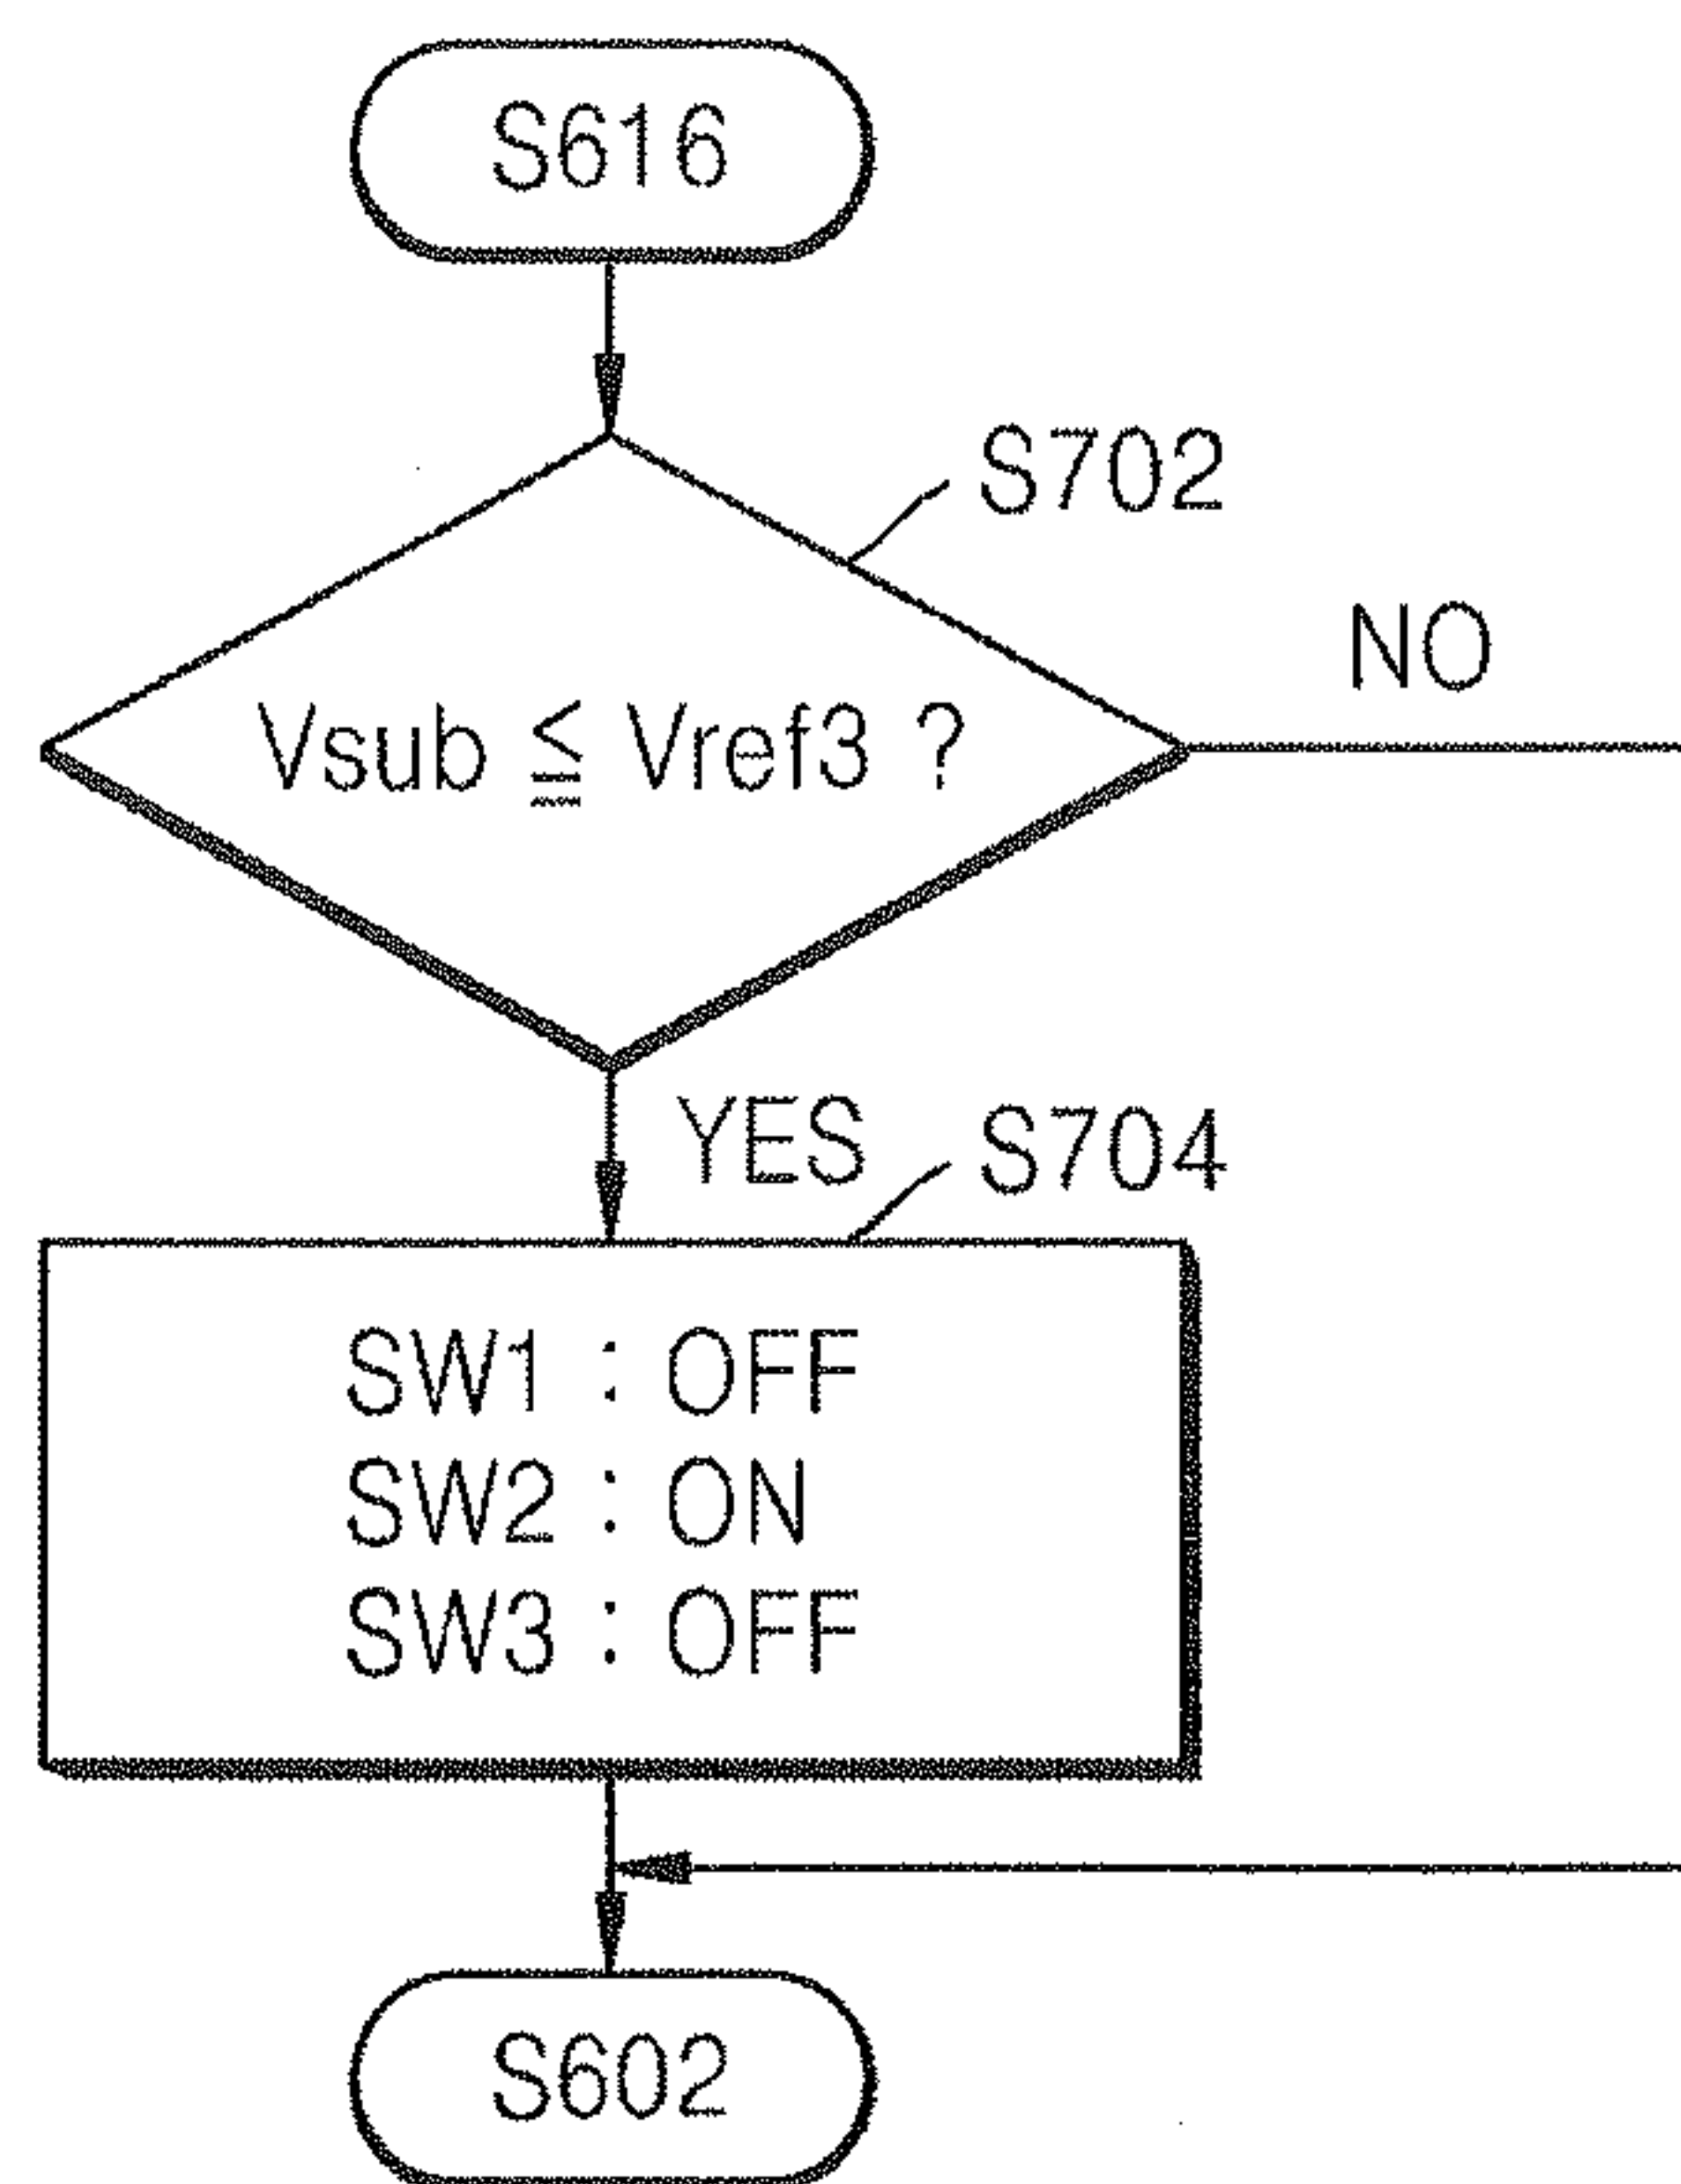 S616
S702
NO
Vsub ≦ Vref3 ?
YES
S704
SW1 : OFF
SW2 : ON
SW3 : OFF
S602